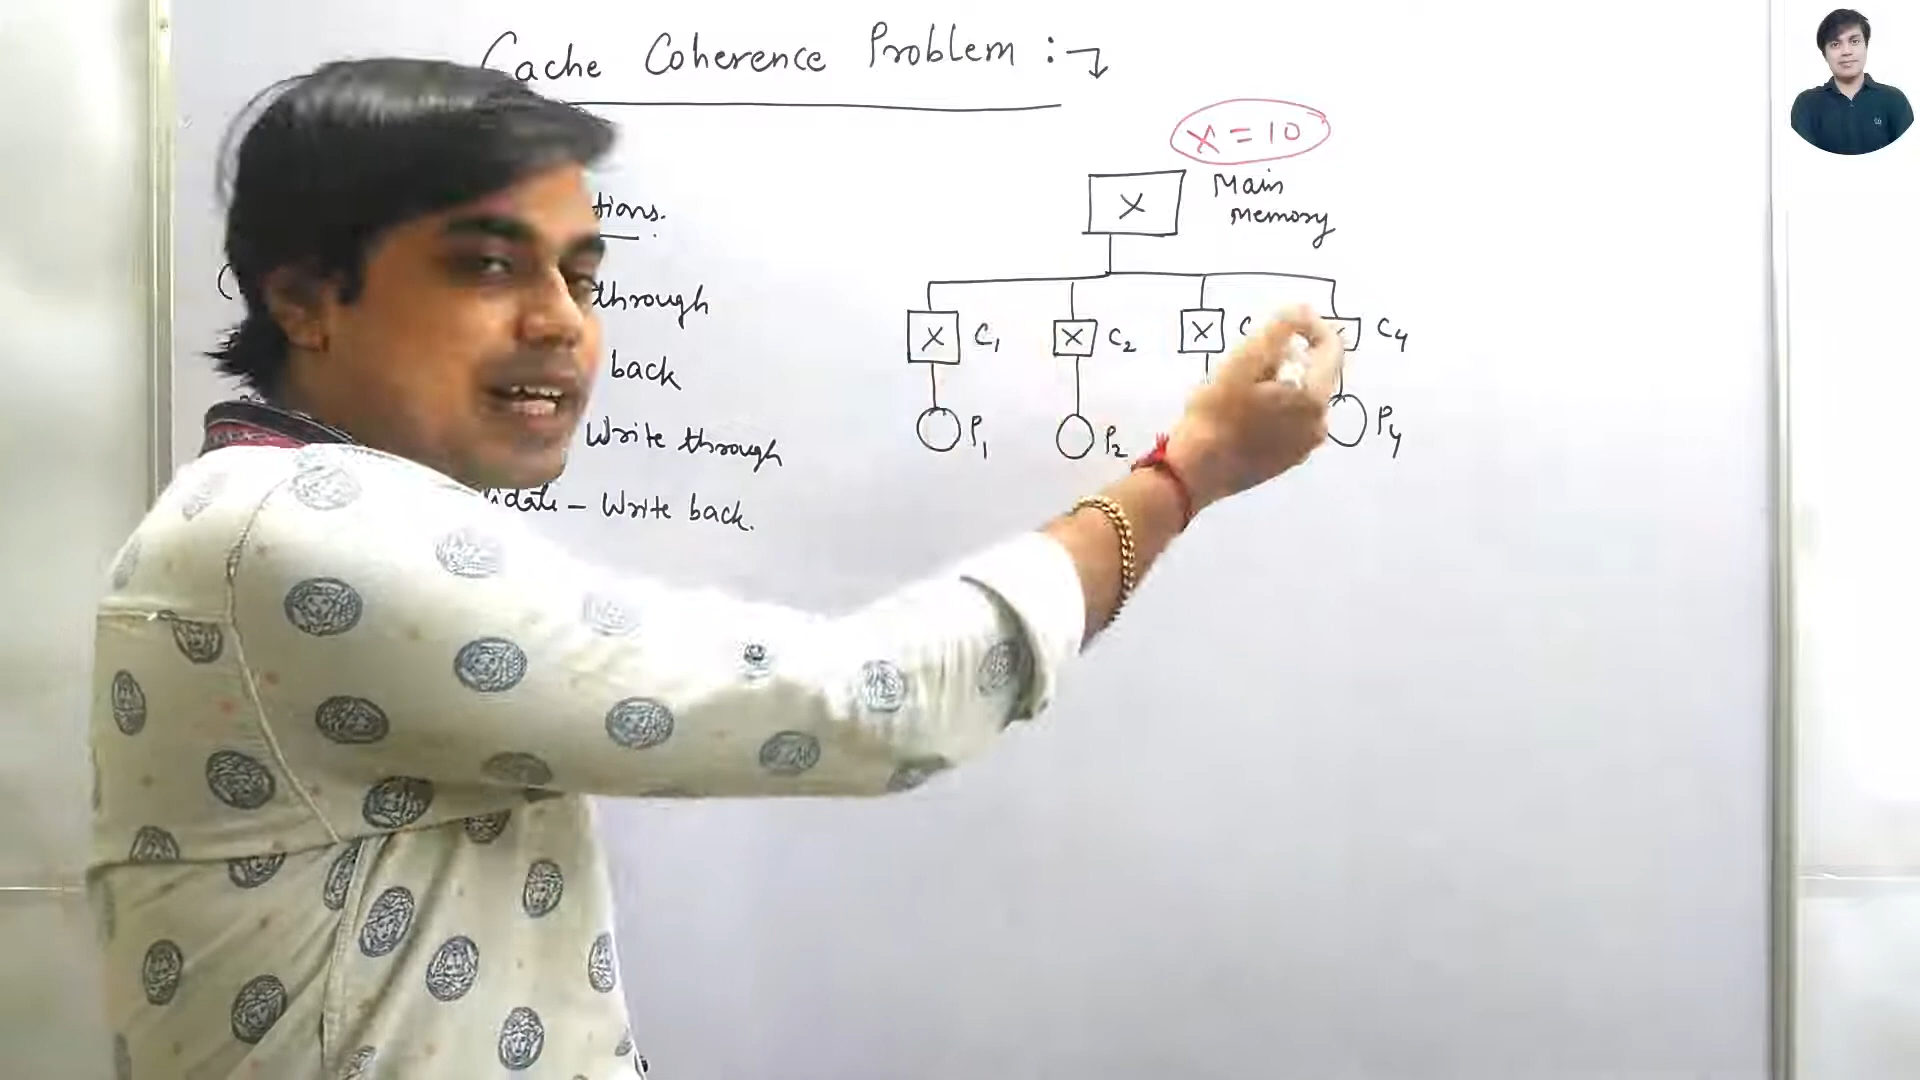 Cache Coherence Problem :
X = 10
X
Main
Memory
tions.
through
X C1 X C2 X C C4
back
P1 P2 P4
Write through
idate – Write back.